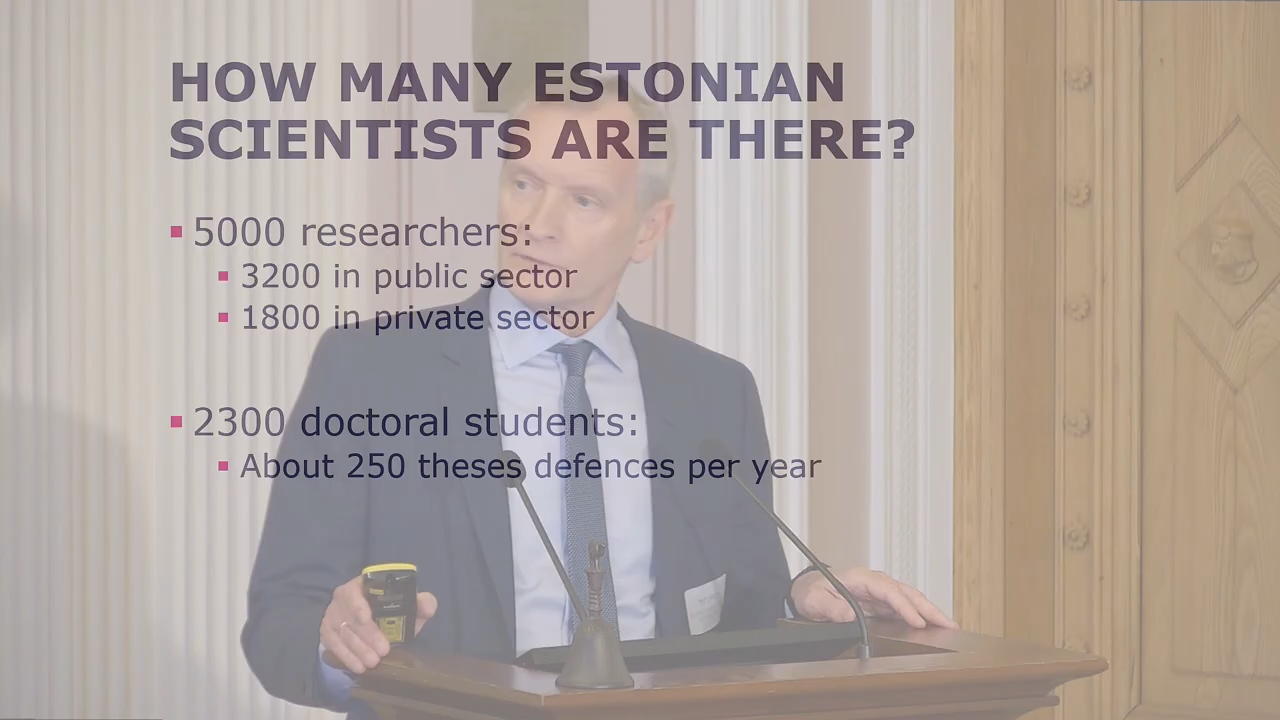 HOW MANY ESTONIAN
SCIENTISTS ARE THERE?
5000 researchers:
3200 in public sector
1800 in private sector
2300 doctoral students:
About 250 theses defences per year